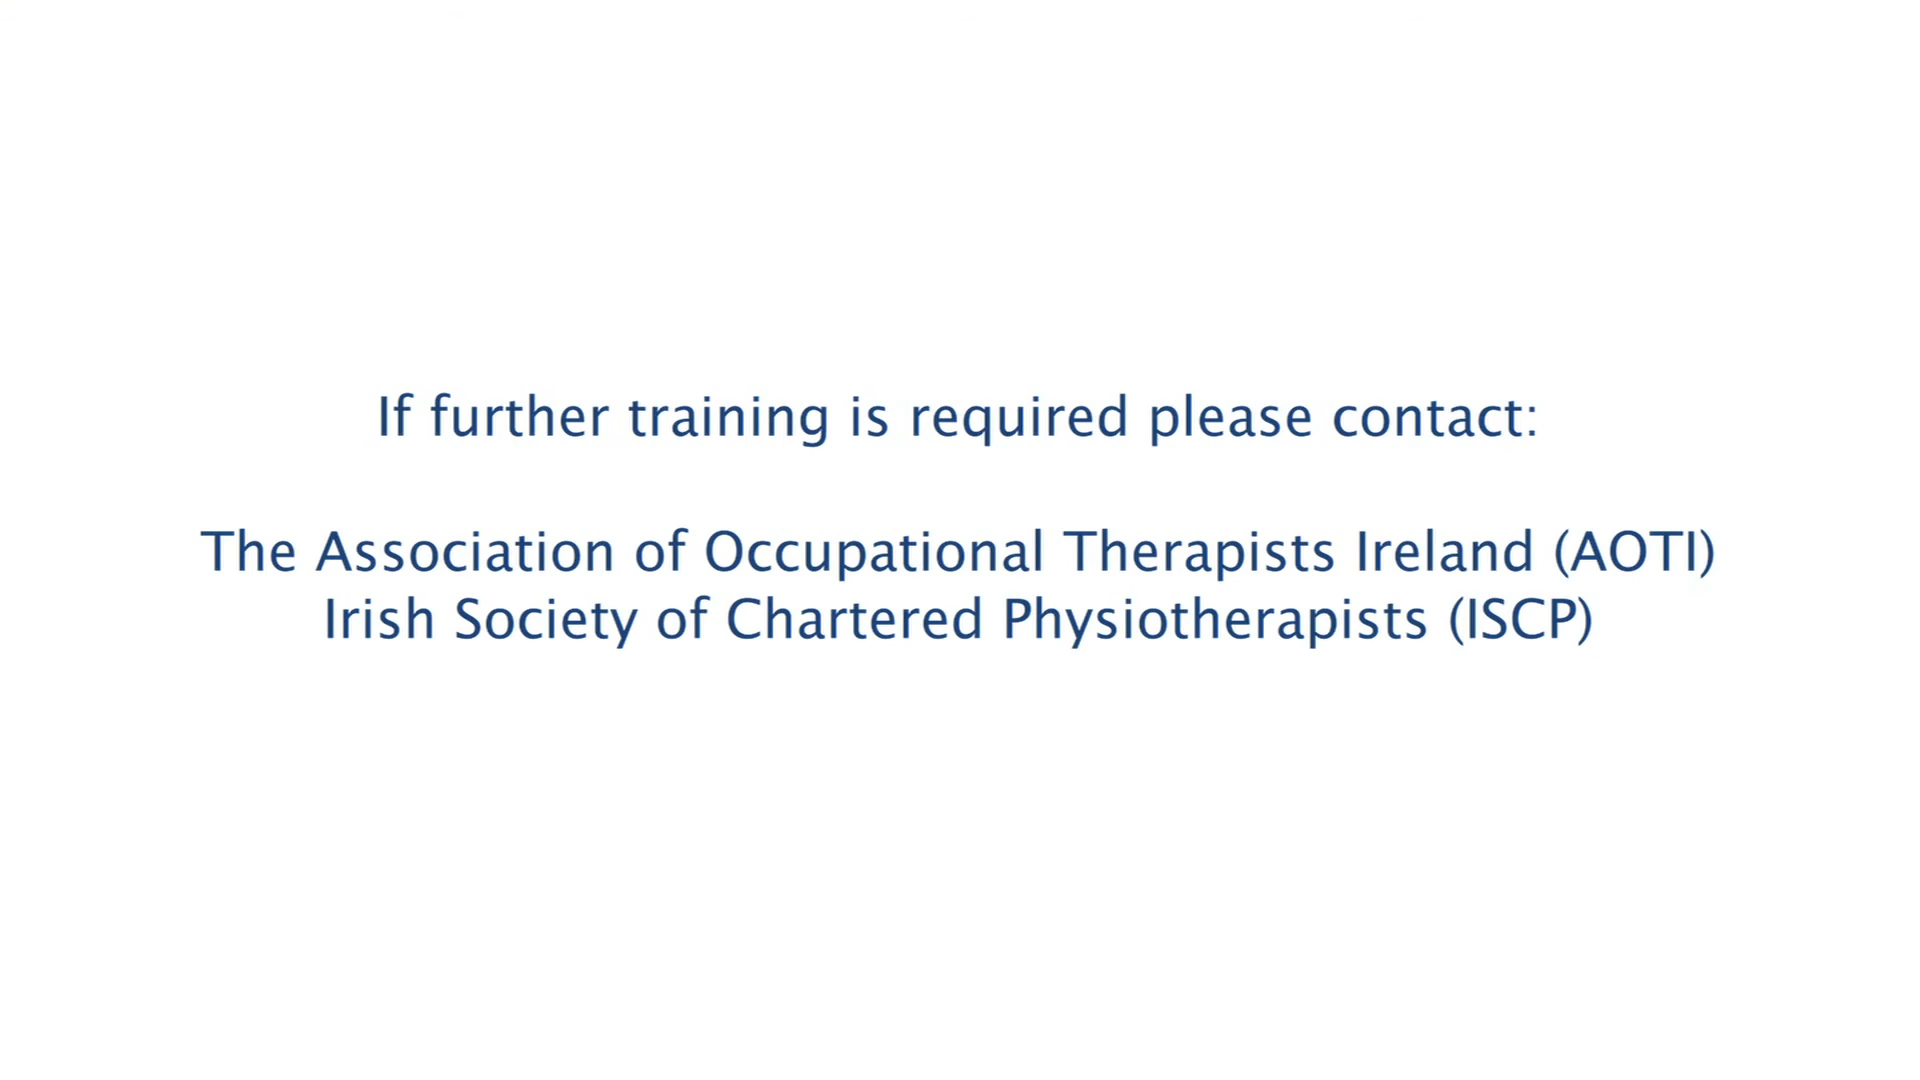 If further training is required please contact:
The Association of Occupational Therapists Ireland (AOTI)
Irish Society of Chartered Physiotherapists (ISCP)